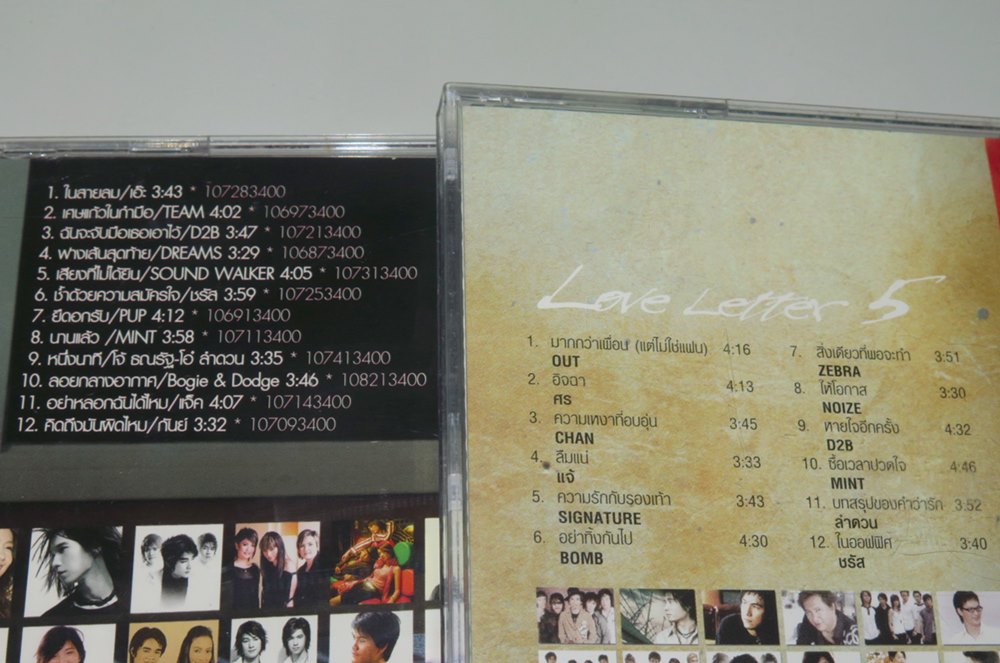 1. ในสายลม/เอ๊ะ 3:43 * 107283400
2. เศษแก้วในกำมือ/TEAM 4:02 * 106973400
3. ฉันจะจับมือเธอเอาไว้/D2B 3:47 * 107213400
4. ฟางเส้นสุดท้าย/DREAMS 3:29 * 106873400
5. เสียงที่ไม่ได้ยิน/SOUND WALKER 4:05 * 107313400
6. ช้ำด้วยความสมัครใจ/ชรัส 3:59 * 107253400
7. ยืดอกรับ/PUP 4:12 * 106913400
8. นานแล้ว /MINT 3:58 * 107113400
9. หนึ่งนาที/โจ้ ธณรัฐ-โอ๋ ลำดวน 3:35 * 107413400
10. ลอยกลางอากาศ/Bogie & Dodge 3:46 * 108213400
11. อย่าหลอกฉันได้ไหม/แจ็ค 4:07 * 107143400
12. คิดถึงมันผิดไหม/กันย์ 3:32 * 107093400
Love Letter 5
1. มากกว่าเพื่อน (แต่ไม่ใช่แฟน) 4:16
OUT
2. อิจฉา 4:13
ศร
3. ความเหงาที่อบอุ่น 3:45
CHAN
4. ลืมแน่ 3:33
แจ้
5. ความรักกับรองเท้า 3:43
SIGNATURE
6. อย่าทิ้งกันไป 4:30
BOMB
7. สิ่งเดียวที่พอจะทำ 3:51
ZEBRA
8. ให้โอกาส 3:30
NOIZE
9. หายใจอีกครั้ง 4:32
D2B
10. ซื้อเวลาปวดใจ 4:46
MINT
11. บทสรุปของคำว่ารัก 3:52
ลำดวน
12. ในออฟฟิศ 3:40
ชรัส